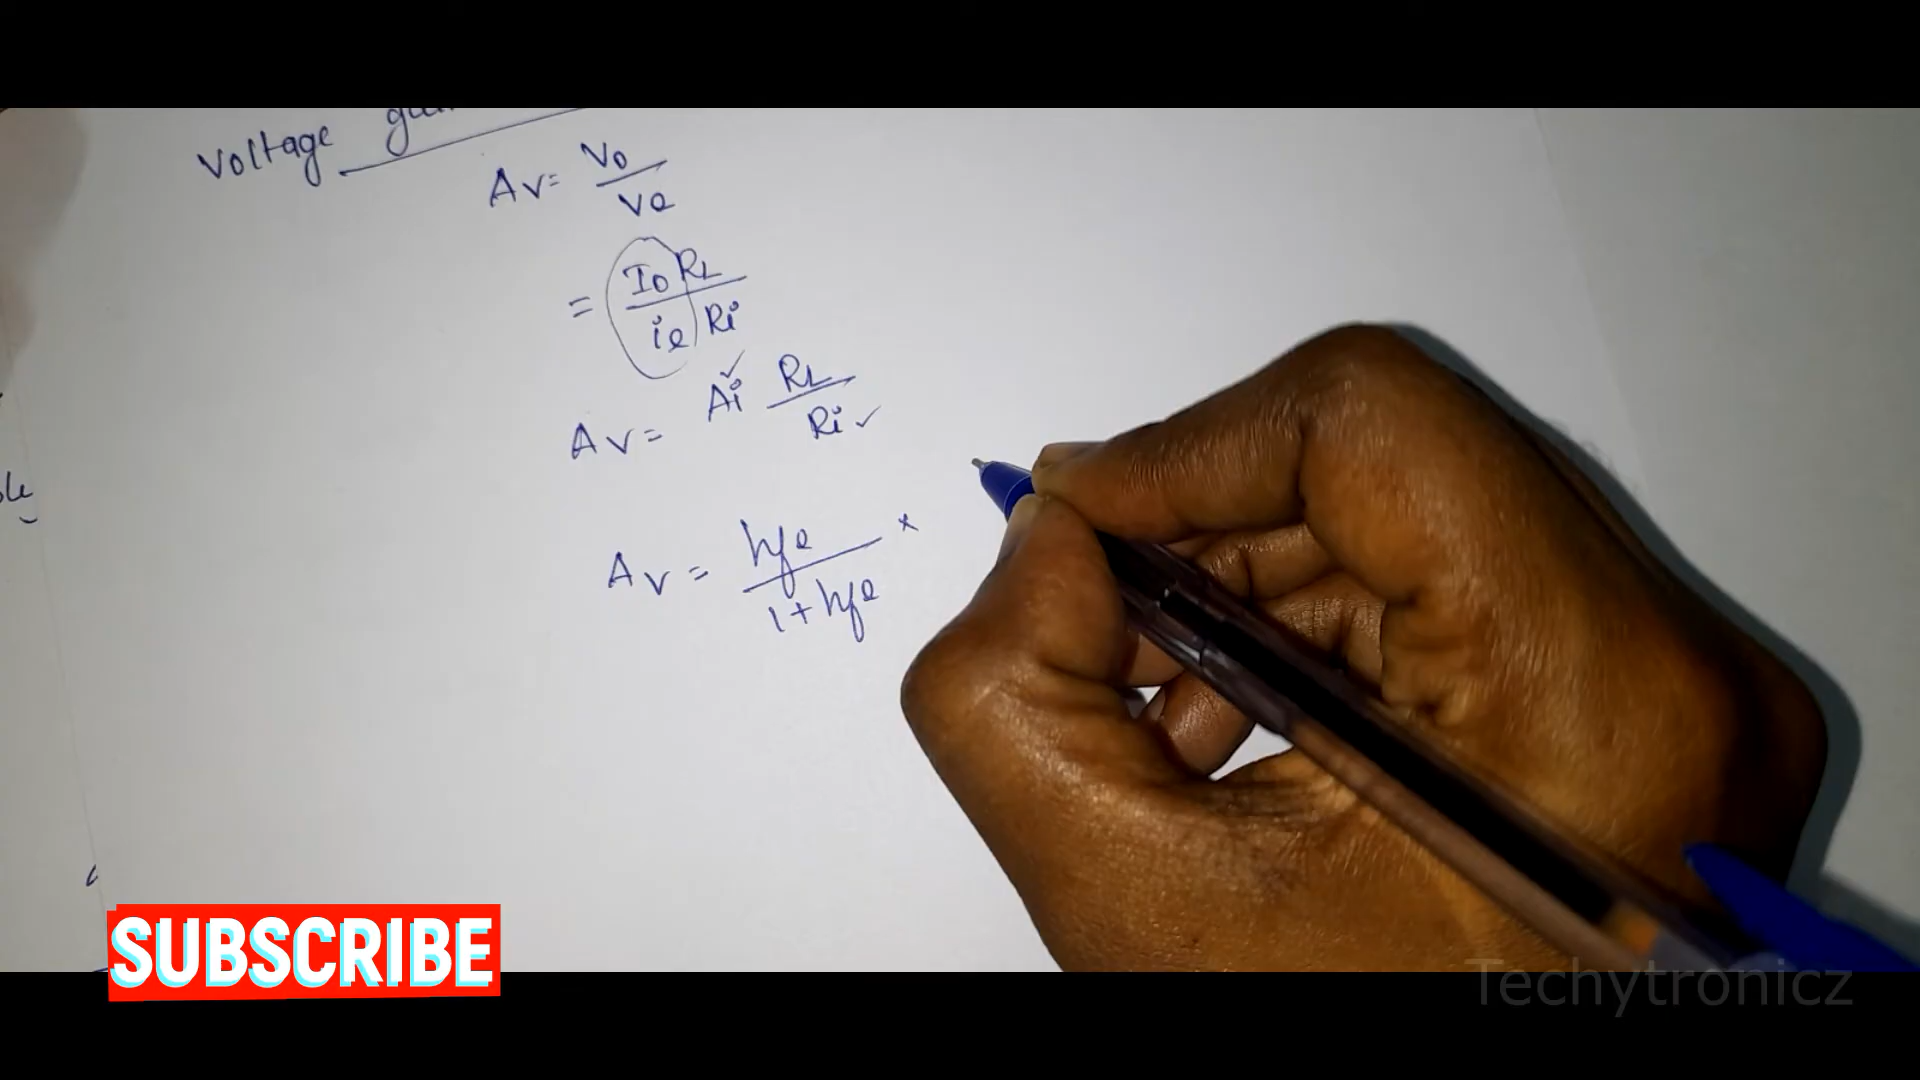 Voltage
Av = Vo
Ve
= Io RL
ie Ri
Av = Ai RL
Ri ✓
Av = hfe ×
1 + hfe
SUBSCRIBE
Techytronicz